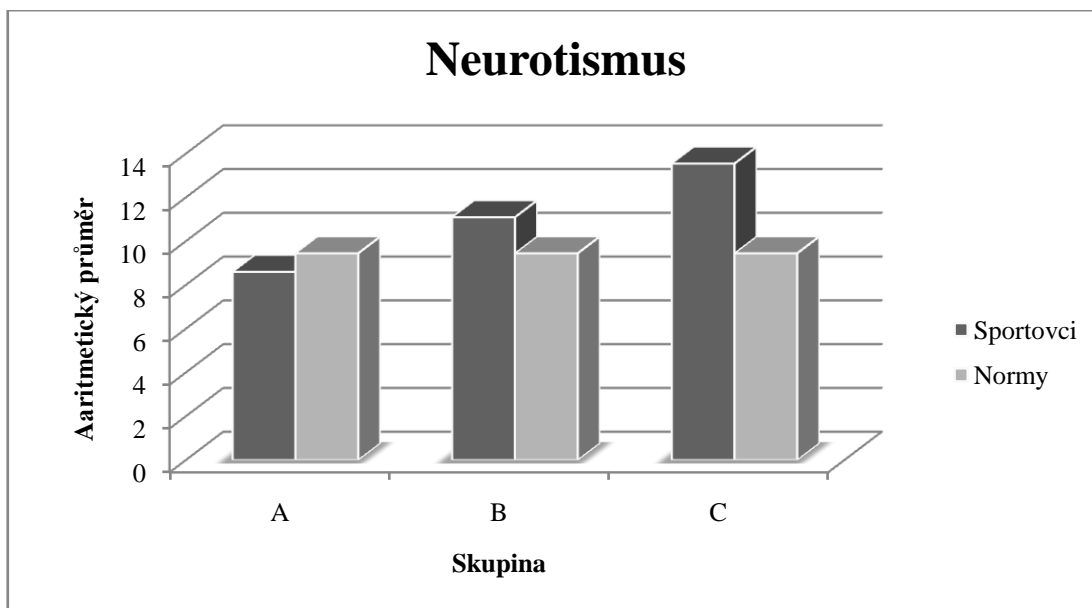 Neurotismus
Aaritmetický průměr
14
12
10
8
6
4
2
0
A
B
C
Skupina
Sportovci
Normy